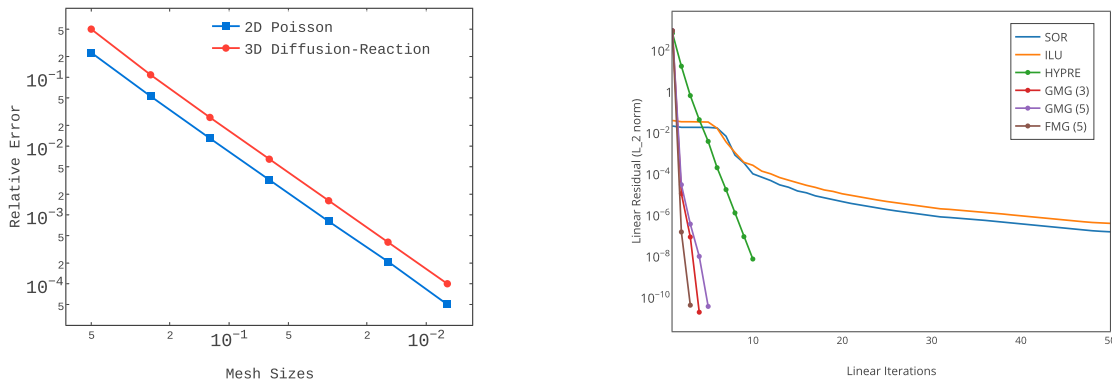 2D Poisson
3D Diffusion-Reaction
Relative Error
5
2
10⁻¹
5
2
10⁻²
5
2
10⁻³
5
2
10⁻⁴
5
5
2
10⁻¹
5
2
10⁻²
Mesh Sizes
SOR
ILU
HYPRE
GMG (3)
GMG (5)
FMG (5)
Linear Residual (L_2 norm)
10²
1
10⁻²
10⁻⁴
10⁻⁶
10⁻⁸
10⁻¹⁰
10
20
30
40
50
Linear Iterations